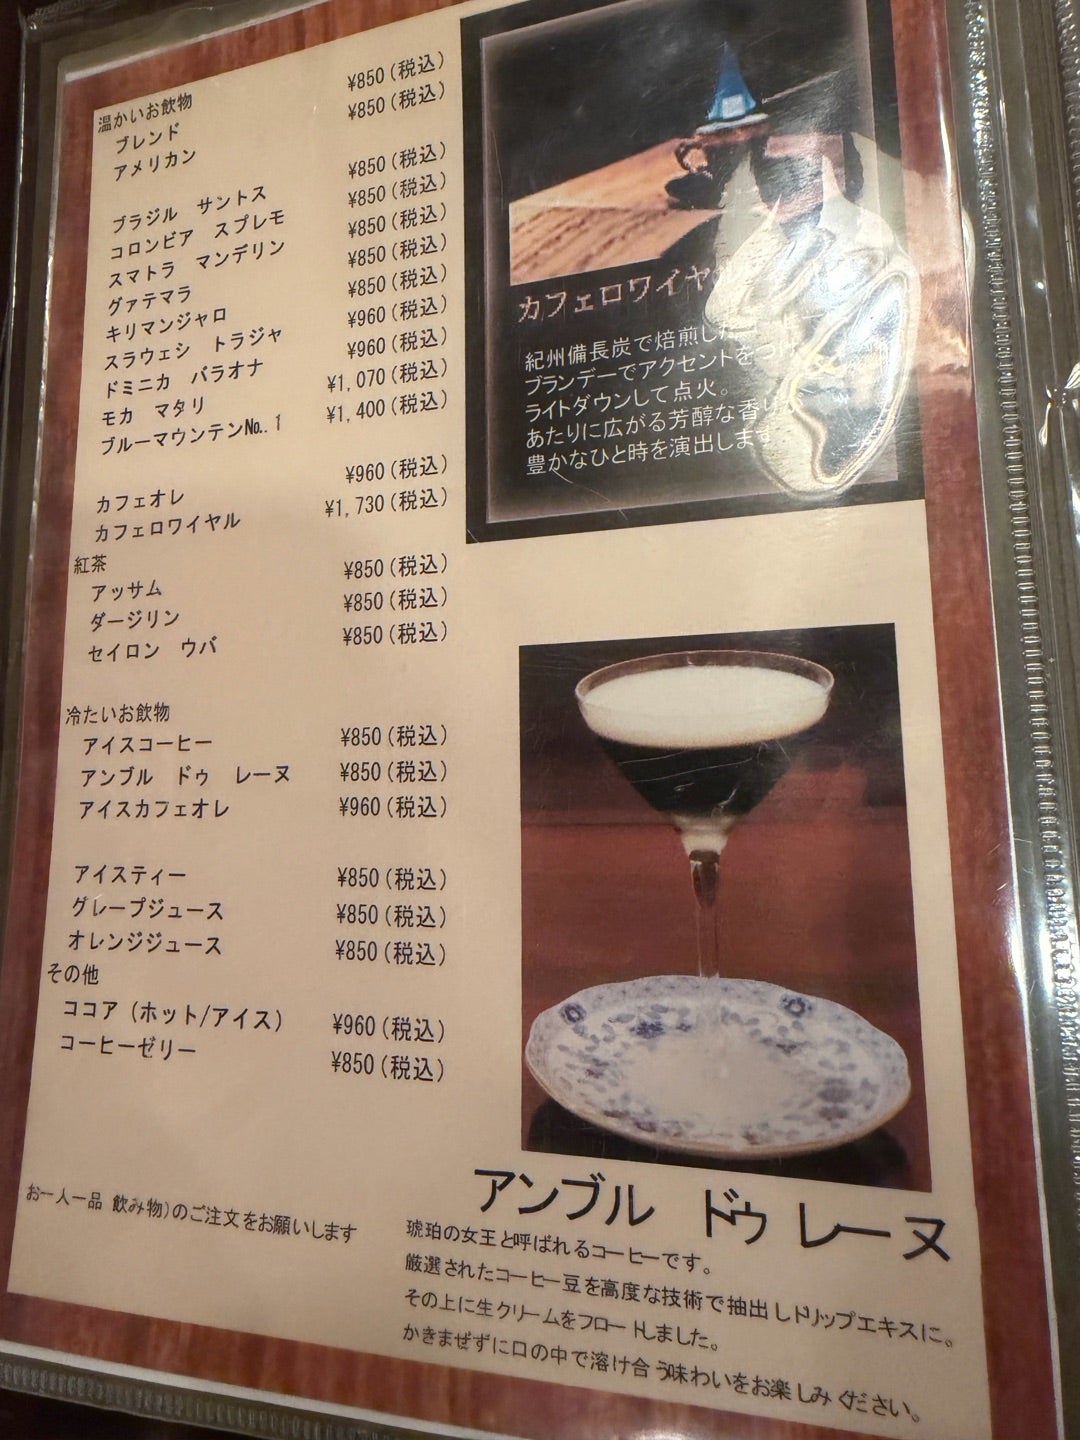 温かいお飲物
ブレンド ¥850(税込)
アメリカン ¥850(税込)
ブラジル サントス ¥850(税込)
コロンビア スプレモ ¥850(税込)
スマトラ マンデリン ¥850(税込)
グァテマラ ¥850(税込)
キリマンジャロ ¥850(税込)
スラウェシ トラジャ ¥960(税込)
ドミニカ バラオナ ¥960(税込)
モカ マタリ ¥1,070(税込)
ブルーマウンテン№.1 ¥1,400(税込)
カフェオレ ¥960(税込)
カフェロワイヤル ¥1,730(税込)
紅茶
アッサム ¥850(税込)
ダージリン ¥850(税込)
セイロン ウバ ¥850(税込)
冷たいお飲物
アイスコーヒー ¥850(税込)
アンブル ドゥ レーヌ ¥850(税込)
アイスカフェオレ ¥960(税込)
アイスティー ¥850(税込)
グレープジュース ¥850(税込)
オレンジジュース ¥850(税込)
その他
ココア (ホット/アイス) ¥960(税込)
コーヒーゼリー ¥850(税込)
お一人一品 飲み物)のご注文をお願いします
カフェロワイヤル
紀州備長炭で焙煎した
ブランデーでアクセントをつけ
ライトダウンして点火。
あたりに広がる芳醇な香りが
豊かなひと時を演出します
アンブル ドゥ レーヌ
琥珀の女王と呼ばれるコーヒーです。
厳選されたコーヒー豆を高度な技術で抽出しドリップエキスに。
その上に生クリームをフロートしました。
かきまぜずに口の中で溶け合う味わいをお楽しみください。